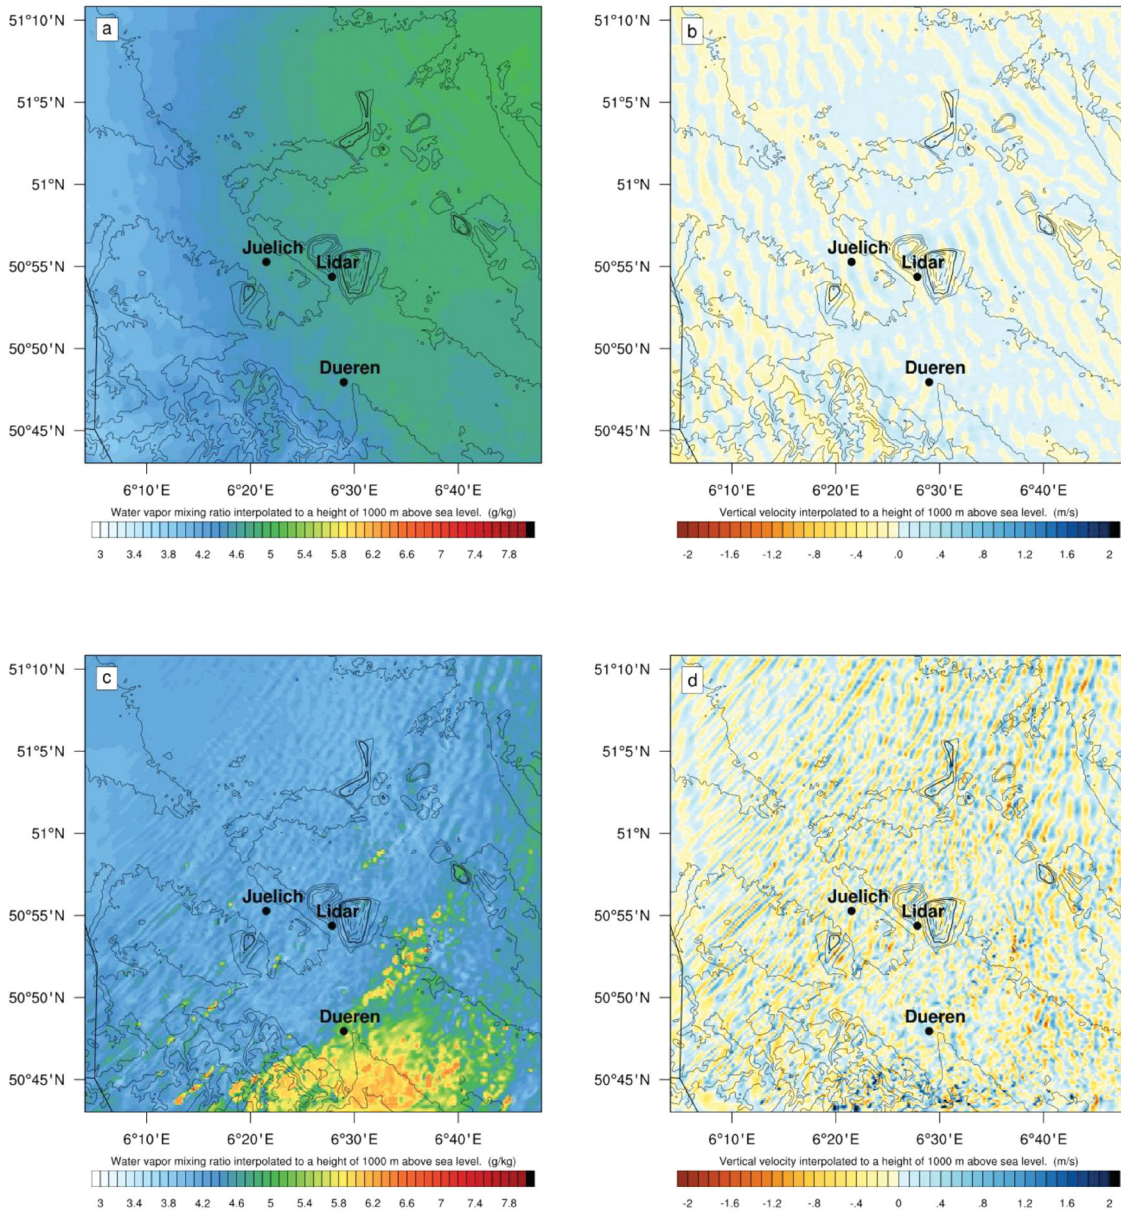 a
b
51°10'N
51°5'N
51°N
50°55'N
50°50'N
50°45'N
Juelich
Lidar
Dueren
6°10'E 6°20'E 6°30'E 6°40'E
Water vapor mixing ratio interpolated to a height of 1000 m above sea level. (g/kg)
3 3.4 3.8 4.2 4.6 5 5.4 5.8 6.2 6.6 7 7.4 7.8
51°10'N
51°5'N
51°N
50°55'N
50°50'N
50°45'N
Juelich
Lidar
Dueren
6°10'E 6°20'E 6°30'E 6°40'E
Vertical velocity interpolated to a height of 1000 m above sea level. (m/s)
-2 -1.6 -1.2 -.8 -.4 .0 .4 .8 1.2 1.6 2
c
d
51°10'N
51°5'N
51°N
50°55'N
50°50'N
50°45'N
Juelich
Lidar
Dueren
6°10'E 6°20'E 6°30'E 6°40'E
Water vapor mixing ratio interpolated to a height of 1000 m above sea level. (g/kg)
3 3.4 3.8 4.2 4.6 5 5.4 5.8 6.2 6.6 7 7.4 7.8
51°10'N
51°5'N
51°N
50°55'N
50°50'N
50°45'N
Juelich
Lidar
Dueren
6°10'E 6°20'E 6°30'E 6°40'E
Vertical velocity interpolated to a height of 1000 m above sea level. (m/s)
-2 -1.6 -1.2 -.8 -.4 .0 .4 .8 1.2 1.6 2